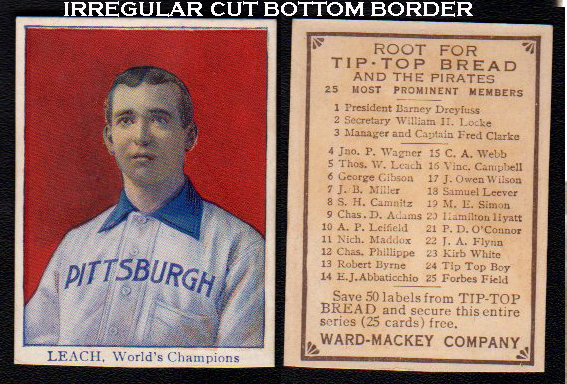 IRREGULAR CUT BOTTOM BORDER
PITTSBURGH
LEACH, World's Champions
ROOT FOR
TIP-TOP BREAD
AND THE PIRATES
25 MOST PROMINENT MEMBERS
1 President Barney Dreyfuss
2 Secretary William H. Locke
3 Manager and Captain Fred Clarke
4 Jno. P. Wagner 15 C. A. Webb
5 Thos. W. Leach 16 Vinc. Campbell
6 George Gibson 17 J. Owen Wilson
7 J. B. Miller 18 Samuel Leever
8 S. H. Camnitz 19 M. E. Simon
9 Chas. D. Adams 20 Hamilton Hyatt
10 A. P. Leifield 21 P. D. O'Connor
11 Nich. Maddox 22 J. A. Flynn
12 Chas. Phillippe 23 Kirb White
13 Robert Byrne 24 Tip Top Boy
14 E. J. Abbaticchio 25 Forbes Field
Save 50 labels from TIP-TOP
BREAD and secure this entire
series (25 cards) free.
WARD-MACKEY COMPANY